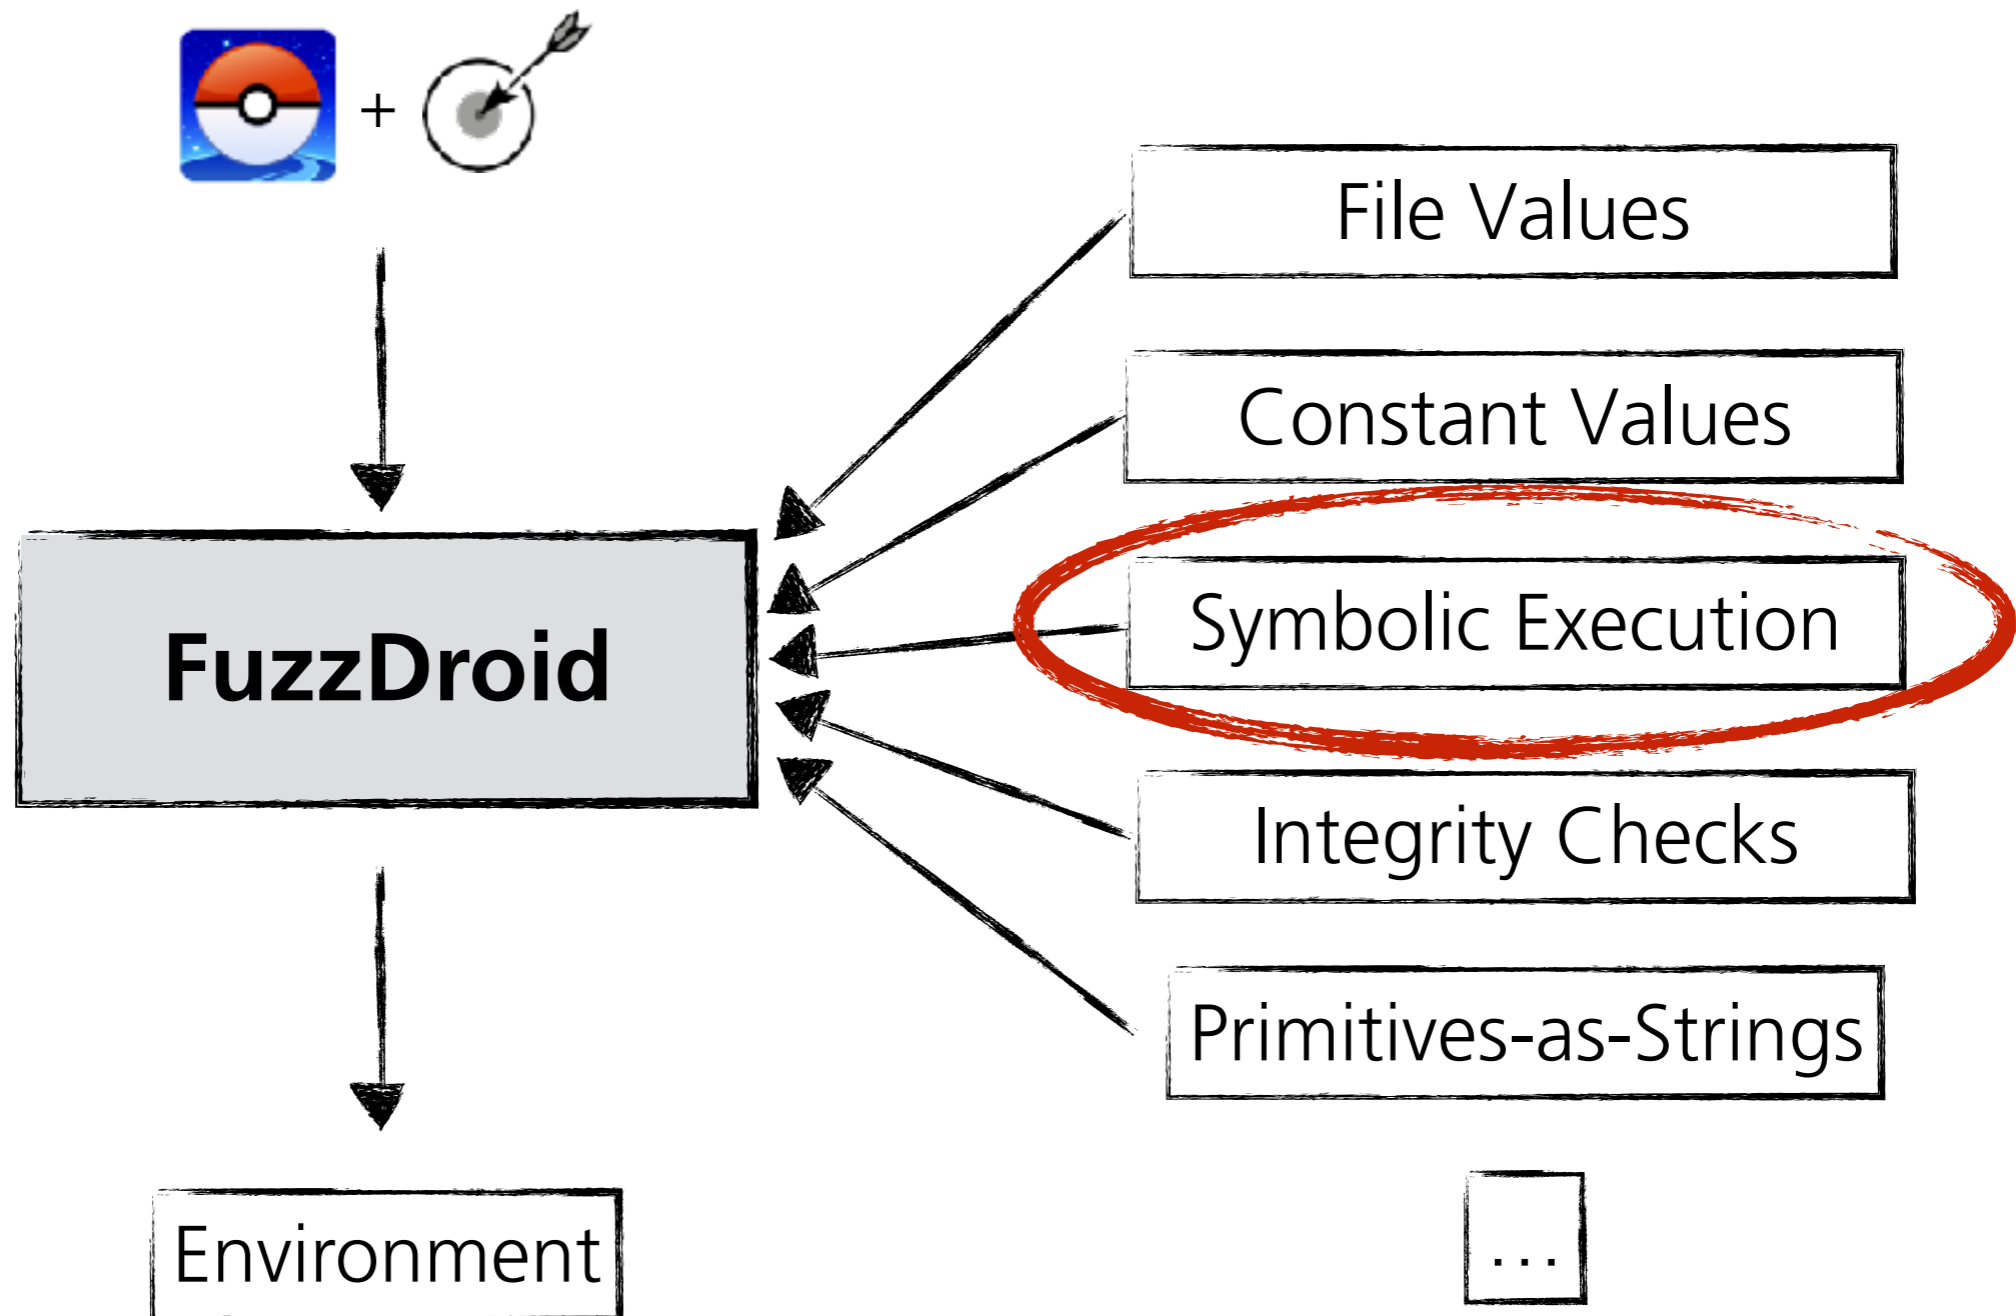 +
File Values
Constant Values
Symbolic Execution
FuzzDroid
Integrity Checks
Primitives-as-Strings
Environment
...